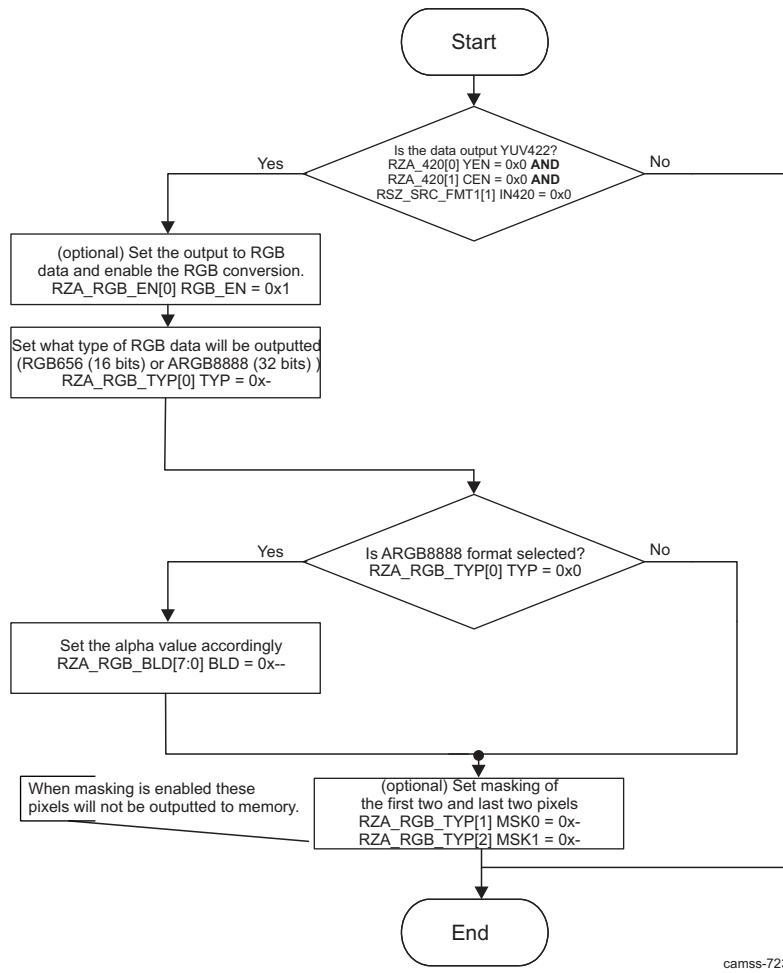 Start
Is the data output YUV422?
RZA_420[0] YEN = 0x0 AND
RZA_420[1] CEN = 0x0 AND
RSZ_SRC_FMT1[1] IN420 = 0x0
Yes
No
(optional) Set the output to RGB
data and enable the RGB conversion.
RZA_RGB_EN[0] RGB_EN = 0x1
Set what type of RGB data will be outputted
(RGB656 (16 bits) or ARGB8888 (32 bits) )
RZA_RGB_TYP[0] TYP = 0x-
Is ARGB8888 format selected?
RZA_RGB_TYP[0] TYP = 0x0
Yes
No
Set the alpha value accordingly
RZA_RGB_BLD[7:0] BLD = 0x--
When masking is enabled these
pixels will not be outputted to memory.
(optional) Set masking of
the first two and last two pixels
RZA_RGB_TYP[1] MSK0 = 0x-
RZA_RGB_TYP[2] MSK1 = 0x-
End